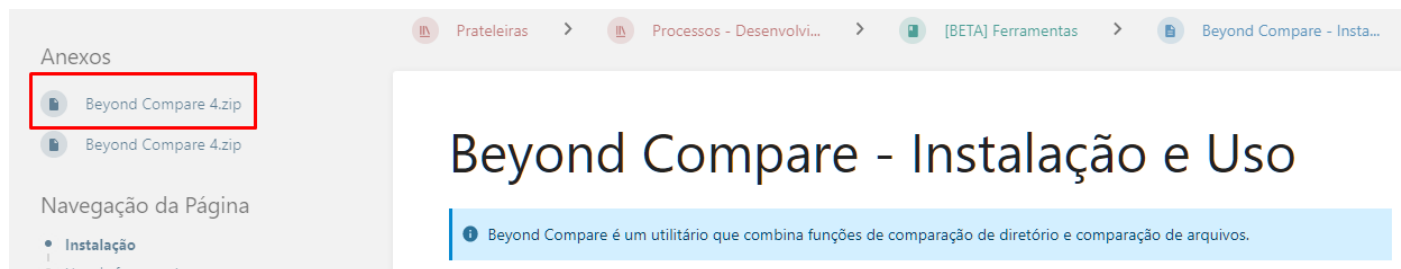 Prateleiras > Processos - Desenvolvi... > [BETA] Ferramentas > Beyond Compare - Insta...
Anexos
Beyond Compare 4.zip
Beyond Compare 4.zip
Navegação da Página
Instalação
Beyond Compare - Instalação e Uso
Beyond Compare é um utilitário que combina funções de comparação de diretório e comparação de arquivos.